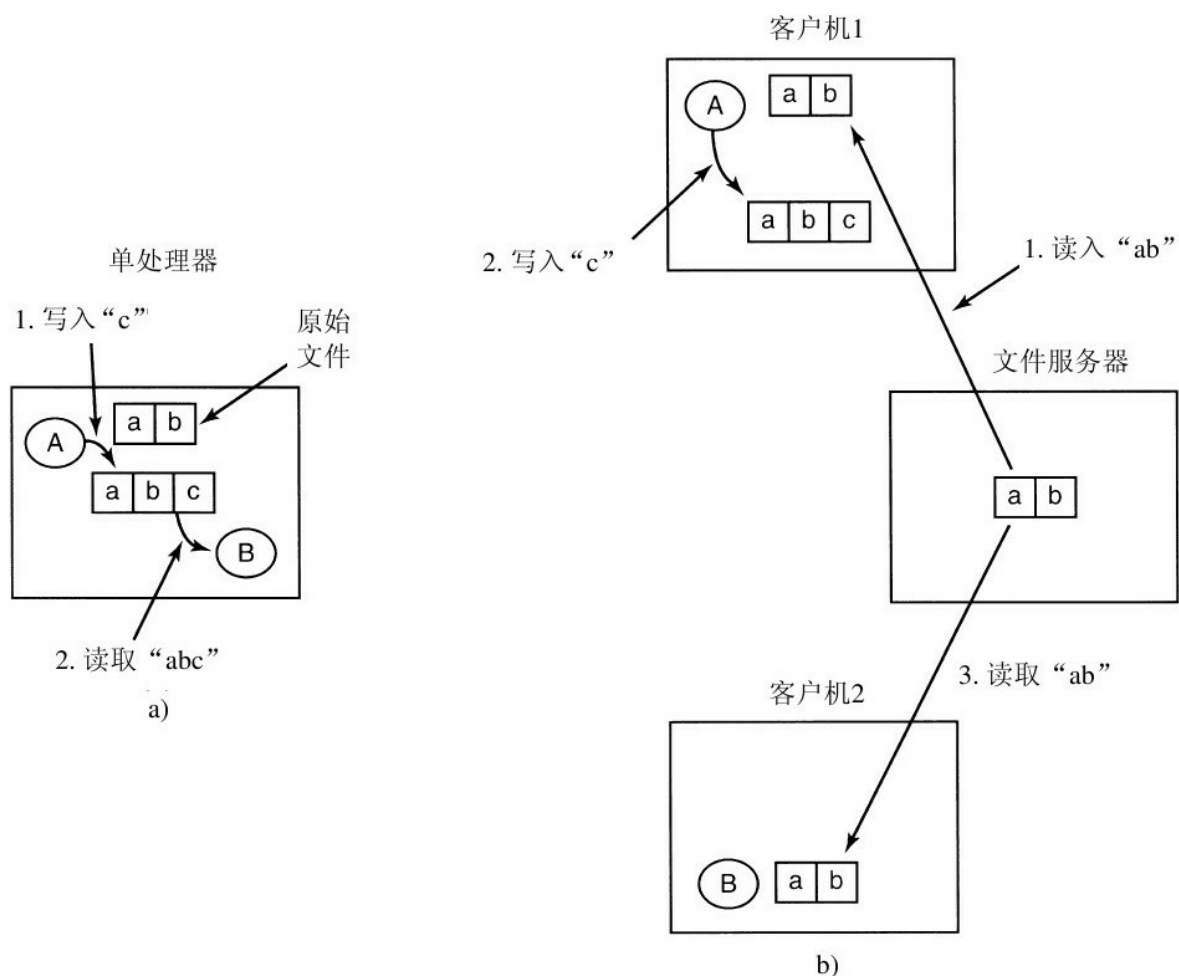 单处理器
1. 写入“c”
原始
文件
A
a b
a b c
B
2. 读取“abc”
a)
客户机1
A
a b
a b c
2. 写入“c”
1. 读入“ab”
文件服务器
a b
3. 读取“ab”
客户机2
B
a b
b)